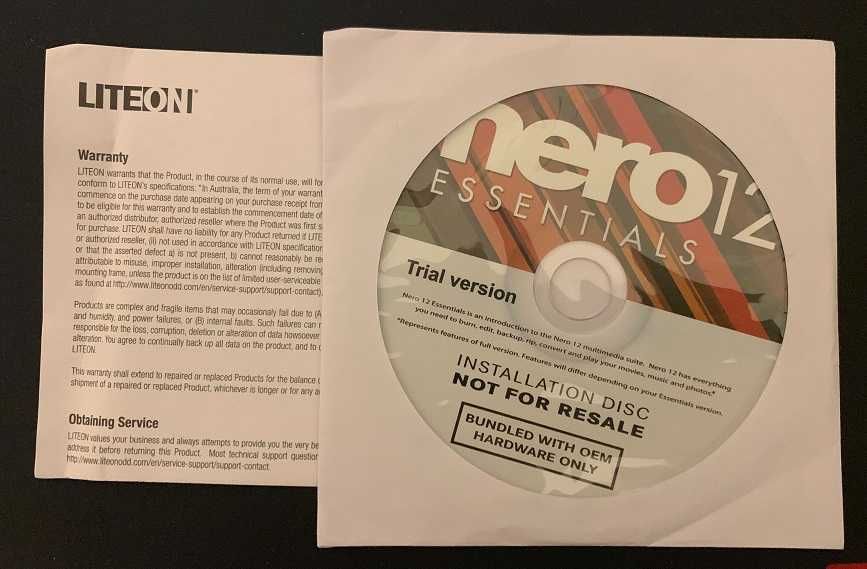 LITEON®
Warranty
LITEON warrants that the Product, in the course of its normal use, will for
conform to LITEON's specifications. *In Australia, the term of your warrant
commence on the purchase date appearing on your purchase receipt from
to be eligible for this warranty and to establish the commencement date of
an authorized distributor, authorized reseller where the Product was first s
for purchase. LITEON shall have no liability for any Product returned if LITE
or authorized reseller, (ii) not used in accordance with LITEON specification
or that the asserted defect a) is not present, b) cannot reasonably be re
attributable to misuse, improper installation, alteration (including removing
mounting frame, unless the product is on the list of limited user-serviceable
as found at http://www.liteonodd.com/en/service-support/support-contact).
Products are complex and fragile items that may occasionally fail due to (A
and humidity, and power failures, or (B) internal faults. Such failures can r
responsible for the loss, corruption, deletion or alteration of data howsoever
alteration. You agree to continually back up all data on the product, and to
LITEON.
This warranty shall extend to repaired or replaced Products for the balance
shipment of a repaired or replaced Product, whichever is longer or for any a
Obtaining Service
LITEON values your business and always attempts to provide you the very be
address it before returning this Product. Most technical support question
http://www.liteonodd.com/en/service-support/support-contact
nero12
ESSENTIALS
Trial version
Nero 12 Essentials is an introduction to the Nero 12 multimedia suite. Nero 12 has everything
you need to burn, edit, backup, rip, convert and play your movies, music and photos.*
*Represents features of full version. Features will differ depending on your Essentials version.
INSTALLATION DISC
NOT FOR RESALE
BUNDLED WITH OEM
HARDWARE ONLY